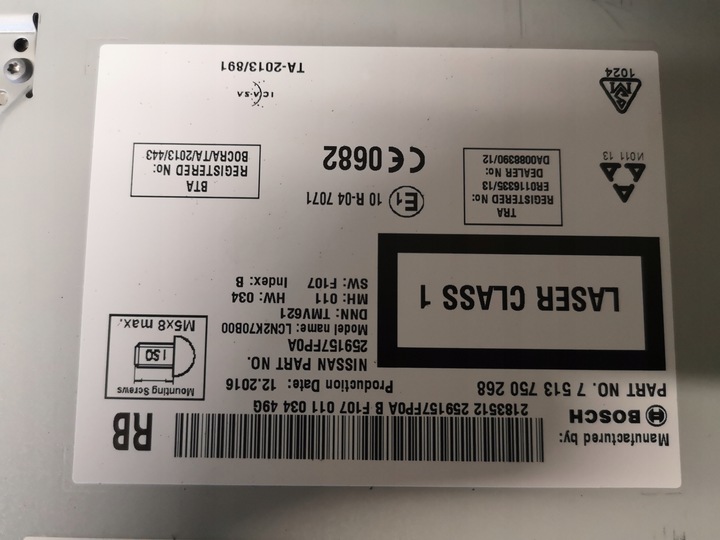 Manufactured by:
BOSCH
PART NO. 7 513 750 268
2183512 259157FP0A B F107 011 034 49G
RB
Production Date: 12.2016
NISSAN PART NO.
259157FP0A
Model name: LCN2K70B00
DNN: TMV621
MH: 011 HW: 034
SW: F107 Index: B
Mounting Screws
ISO
M5x8 max.
LASER CLASS 1
E1 10 R-04 7071
CE0682
TRA
REGISTERED No:
ER0116335/13
DEALER No:
DA0088390/12
BTA
REGISTERED No:
BOCRA/TA/2013/443
И011 13
1024
ICASA
TA-2013/891